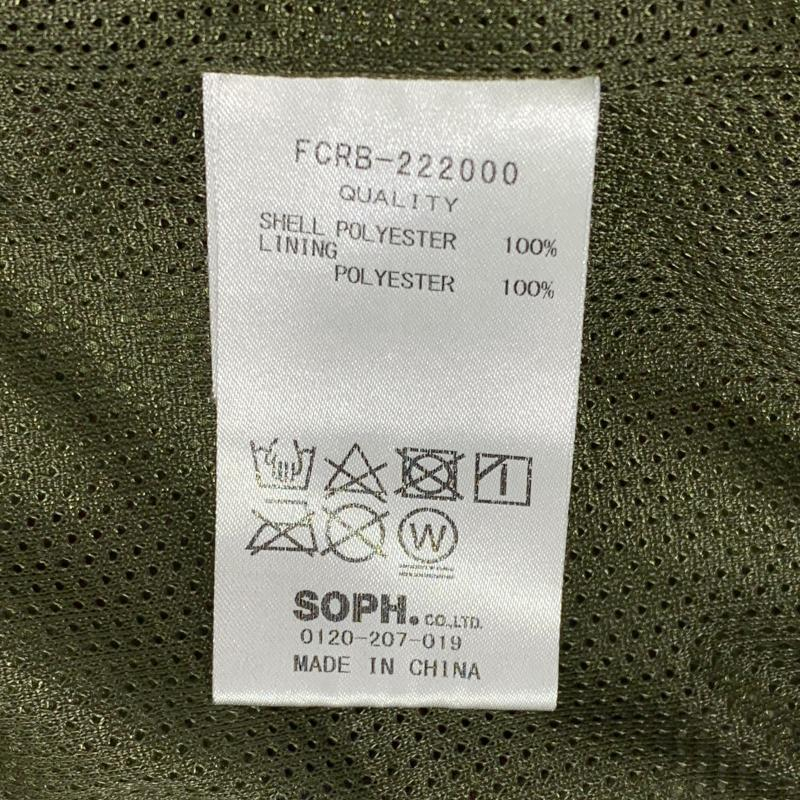 FCRB-222000
QUALITY
SHELL POLYESTER 100%
LINING
POLYESTER 100%
W
SOPH. CO.,LTD.
0120-207-019
MADE IN CHINA